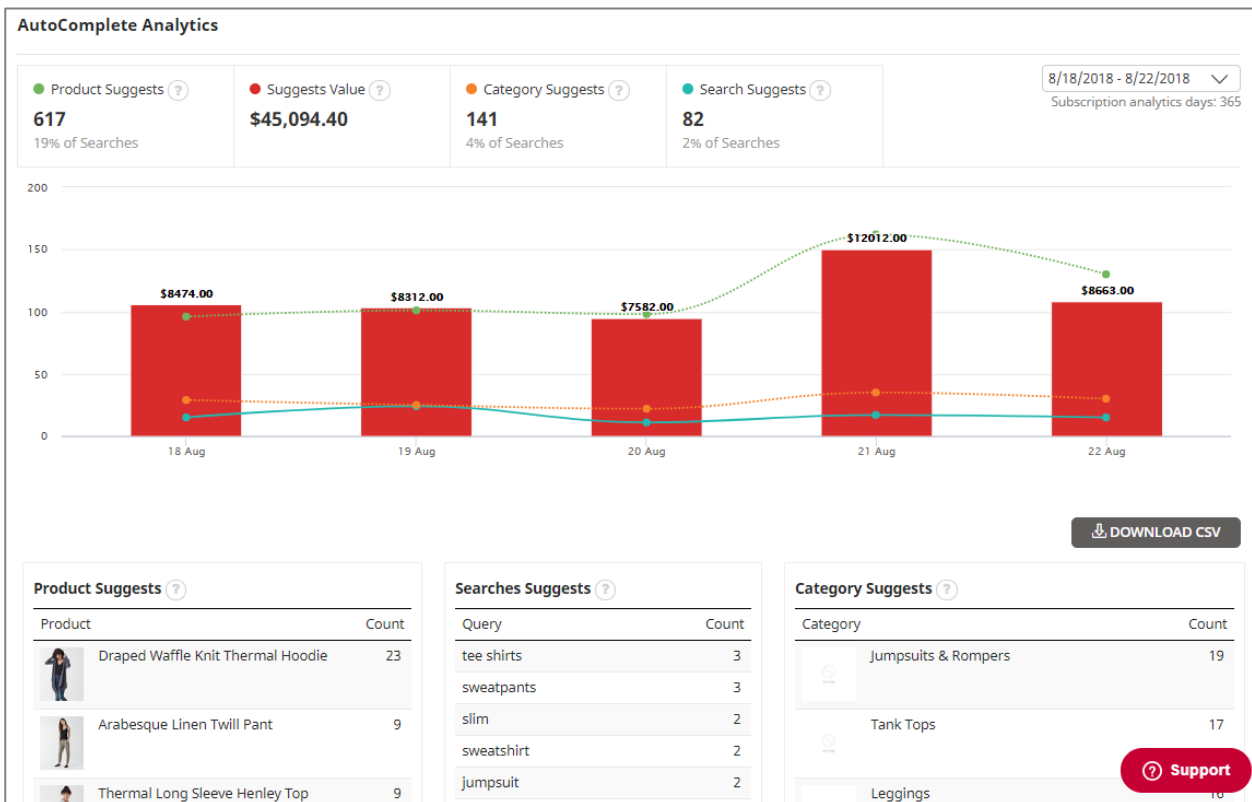 AutoComplete Analytics
Product Suggests ?
617
19% of Searches
Suggests Value ?
$45,094.40
Category Suggests ?
141
4% of Searches
Search Suggests ?
82
2% of Searches
8/18/2018 - 8/22/2018
Subscription analytics days: 365
200
150
100
50
0
$8474.00
$8312.00
$7582.00
$12012.00
$8663.00
18 Aug
19 Aug
20 Aug
21 Aug
22 Aug
DOWNLOAD CSV
Product Suggests ?
Product Count
Draped Waffle Knit Thermal Hoodie 23
Arabesque Linen Twill Pant 9
Thermal Long Sleeve Henley Top 9
Searches Suggests ?
Query Count
tee shirts 3
sweatpants 3
slim 2
sweatshirt 2
jumpsuit 2
Category Suggests ?
Category Count
Jumpsuits & Rompers 19
Tank Tops 17
Leggings 16
? Support